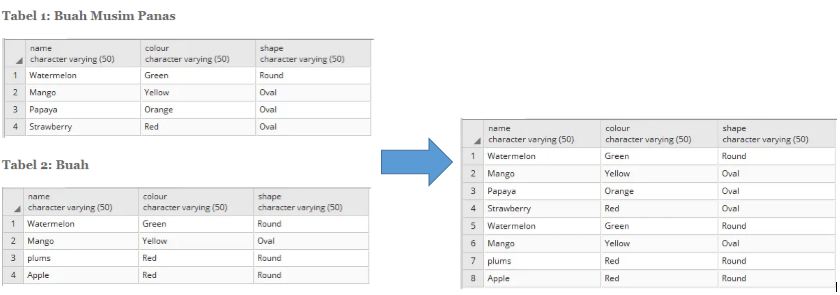 Tabel 1: Buah Musim Panas
name colour shape
character varying (50) character varying (50) character varying (50)
1 Watermelon Green Round
2 Mango Yellow Oval
3 Papaya Orange Oval
4 Strawberry Red Oval
Tabel 2: Buah
name colour shape
character varying (50) character varying (50) character varying (50)
1 Watermelon Green Round
2 Mango Yellow Oval
3 plums Red Round
4 Apple Red Round
name colour shape
character varying (50) character varying (50) character varying (50)
1 Watermelon Green Round
2 Mango Yellow Oval
3 Papaya Orange Oval
4 Strawberry Red Oval
5 Watermelon Green Round
6 Mango Yellow Oval
7 plums Red Round
8 Apple Red Round